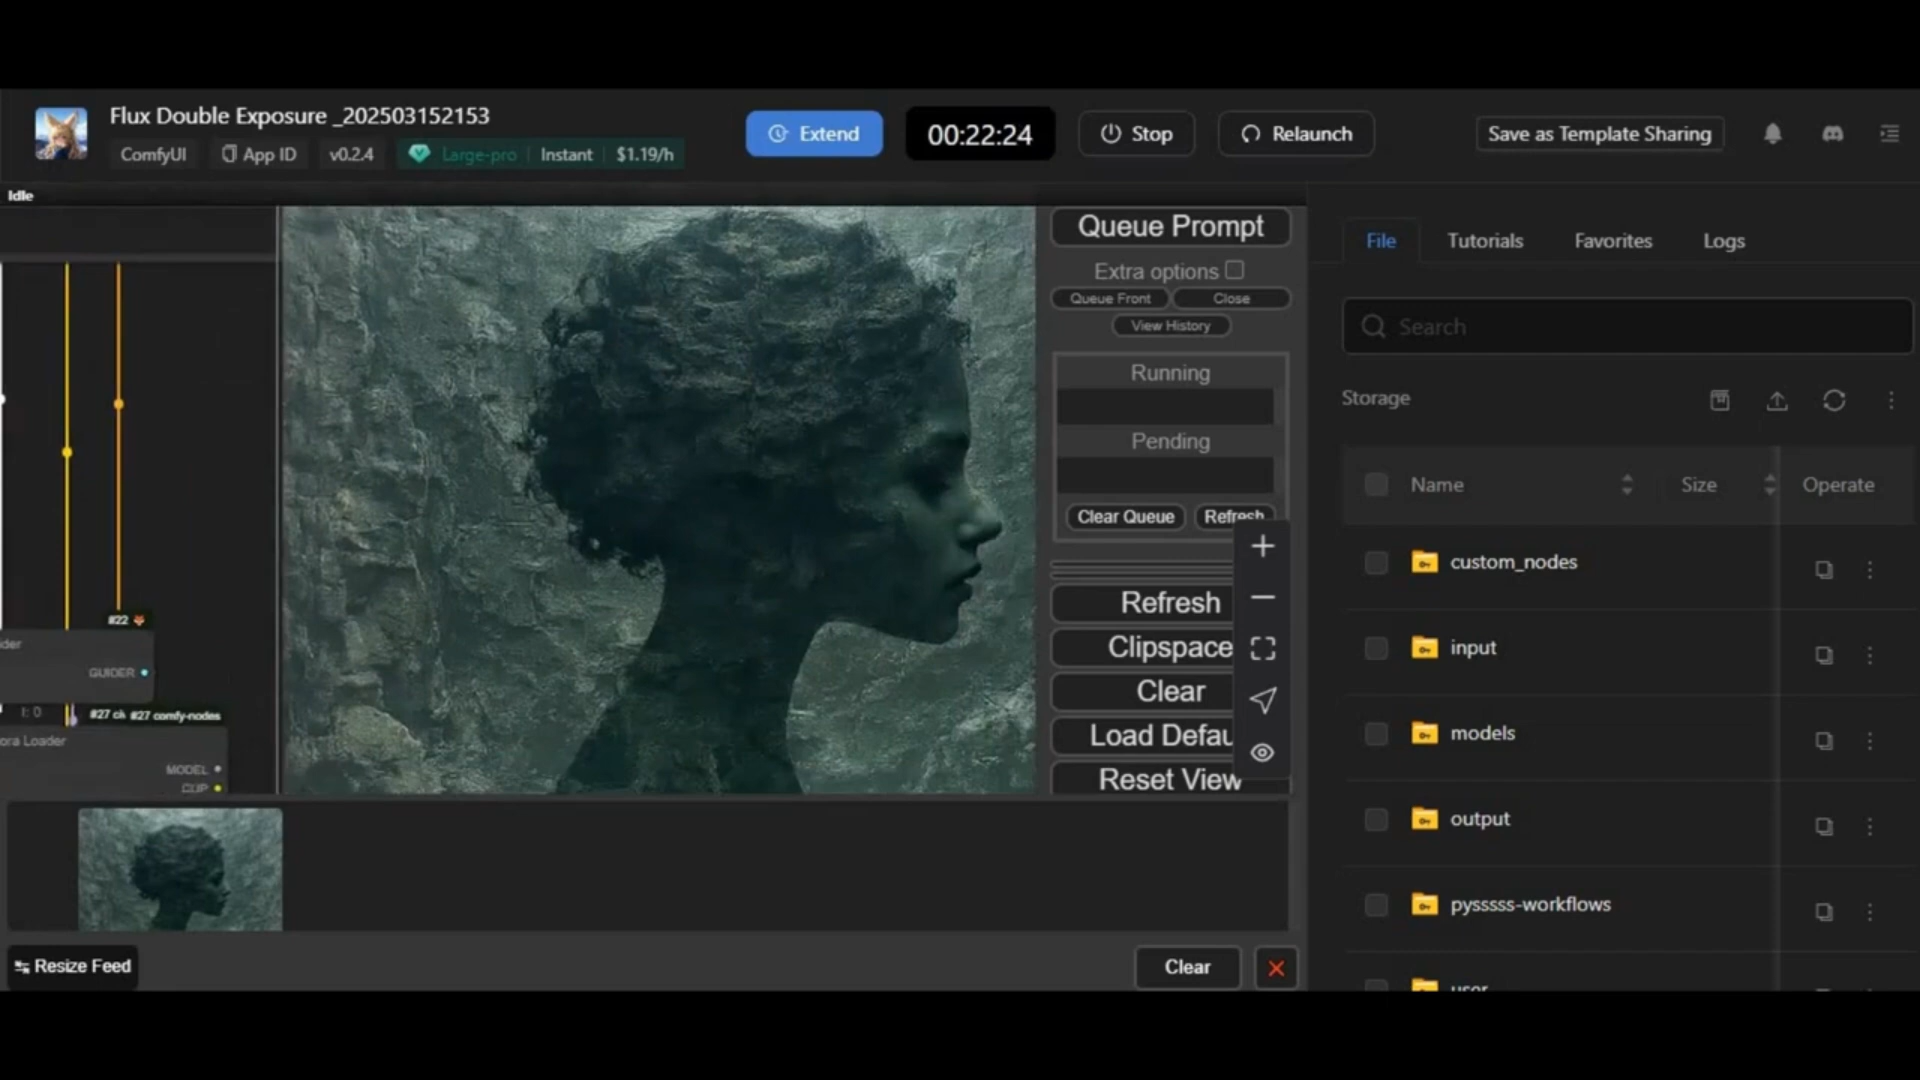 Flux Double Exposure _202503152153
ComfyUI App ID v0.2.4 Large-pro Instant $1.19/h
Extend 00:22:24 Stop Relaunch Save as Template Sharing
Idle
Queue Prompt
Extra options
Queue Front Close
View History
Running
Pending
Clear Queue Refresh
Refresh
Clipspace
Clear
Load Defau
Reset View
#22
der
GUIDER
I: 0 #27 #27 comfy-nodes
ora Loader
MODEL
CLIP
Resize Feed
Clear
File Tutorials Favorites Logs
Search
Storage
Name Size Operate
custom_nodes
input
models
output
pysssss-workflows
user